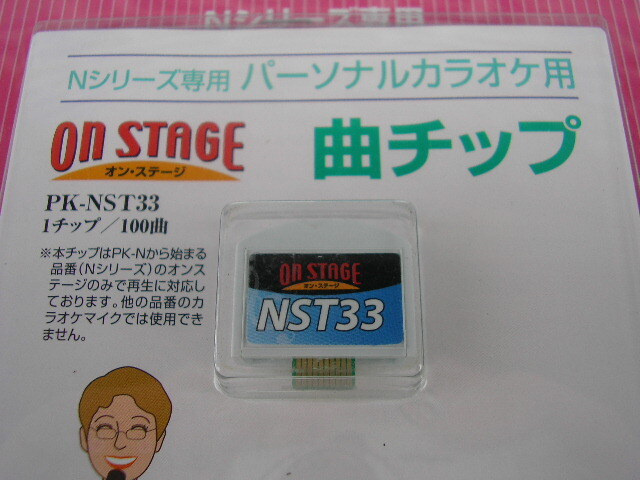 Nシリーズ専用
Nシリーズ専用 パーソナルカラオケ用
ON STAGE
オン・ステージ
曲チップ
PK-NST33
1チップ／100曲
※本チップはPK-Nから始まる
品番(Nシリーズ)のオンス
テージのみで再生に対応し
ております。他の品番のカ
ラオケマイクでは使用でき
ません。
ON STAGE
オン・ステージ
NST33